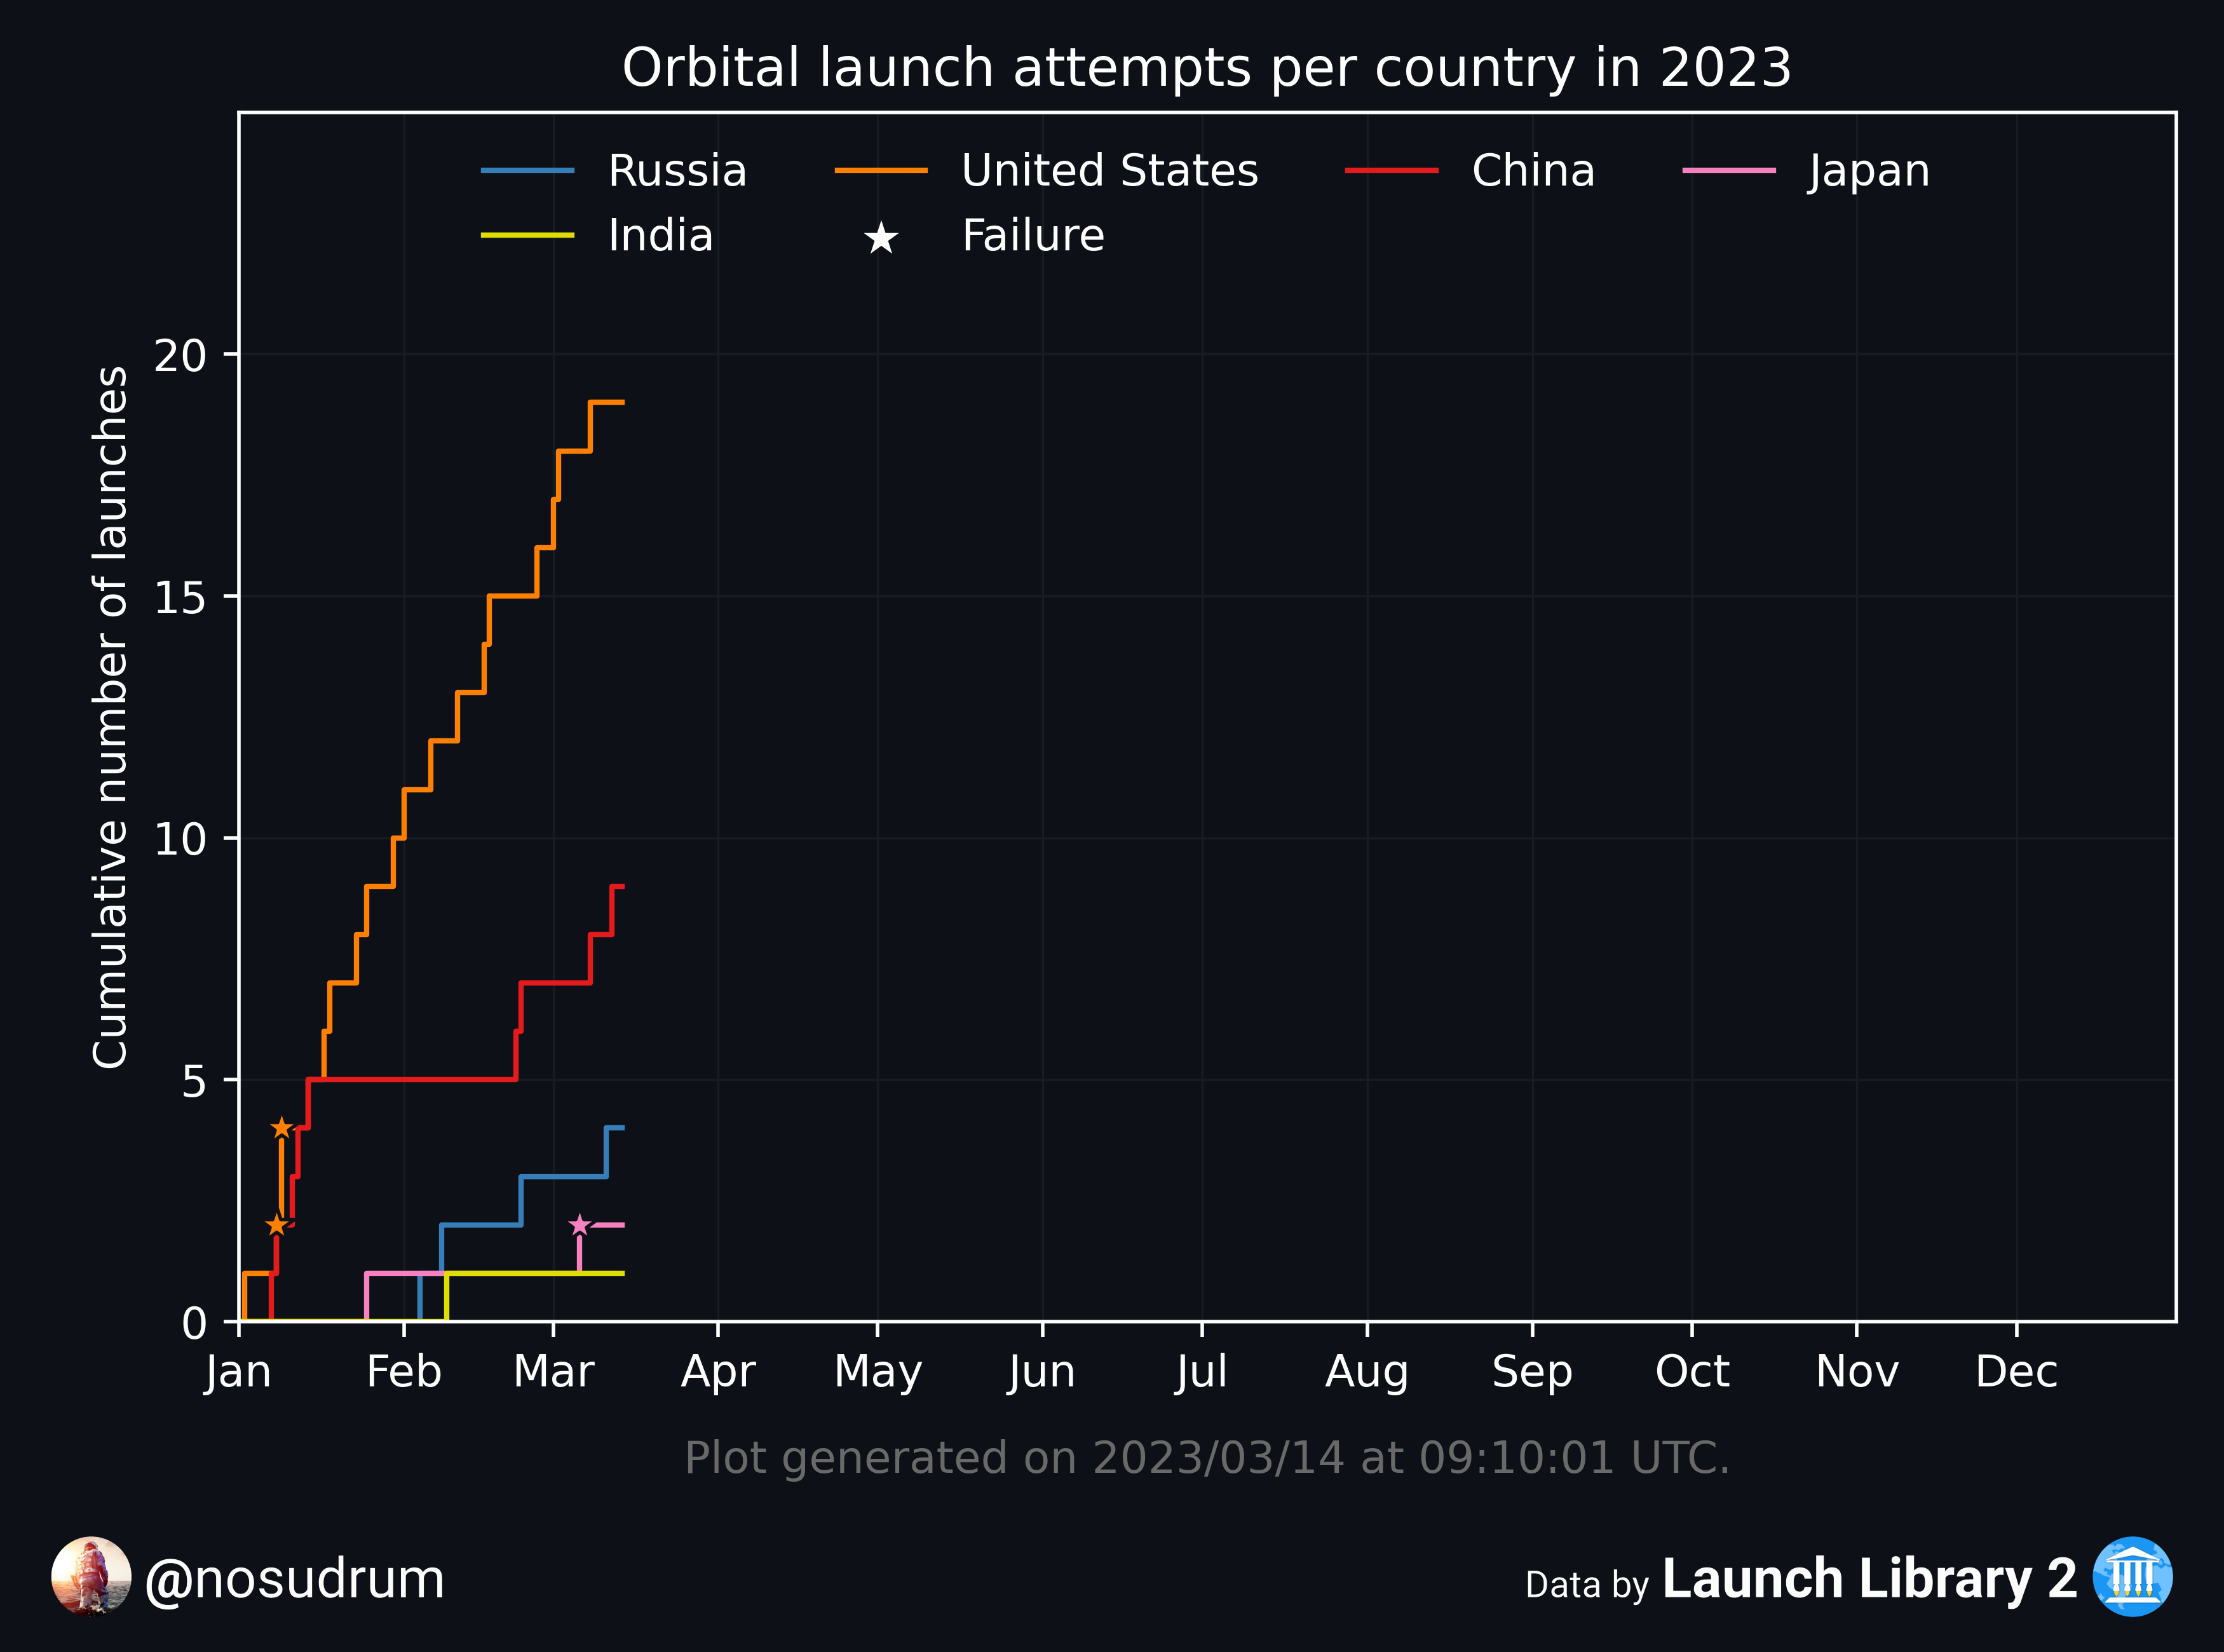 Orbital launch attempts per country in 2023
Russia United States China Japan
India Failure
Cumulative number of launches
20
15
10
5
0
Jan Feb Mar Apr May Jun Jul Aug Sep Oct Nov Dec
Plot generated on 2023/03/14 at 09:10:01 UTC.
@nosudrum
Data by Launch Library 2